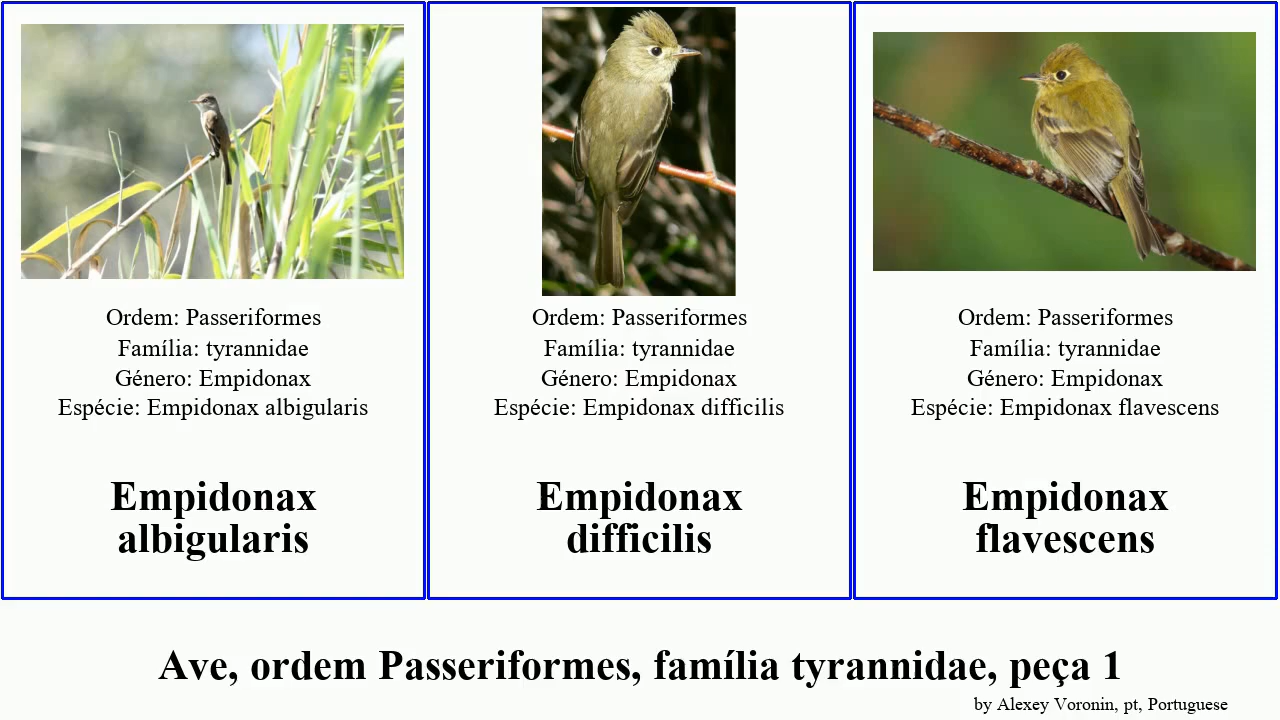 Ordem: Passeriformes
Família: tyrannidae
Género: Empidonax
Espécie: Empidonax albigularis
Empidonax
albigularis
Ordem: Passeriformes
Família: tyrannidae
Género: Empidonax
Espécie: Empidonax difficilis
Empidonax
difficilis
Ordem: Passeriformes
Família: tyrannidae
Género: Empidonax
Espécie: Empidonax flavescens
Empidonax
flavescens
Ave, ordem Passeriformes, família tyrannidae, peça 1
by Alexey Voronin, pt, Portuguese